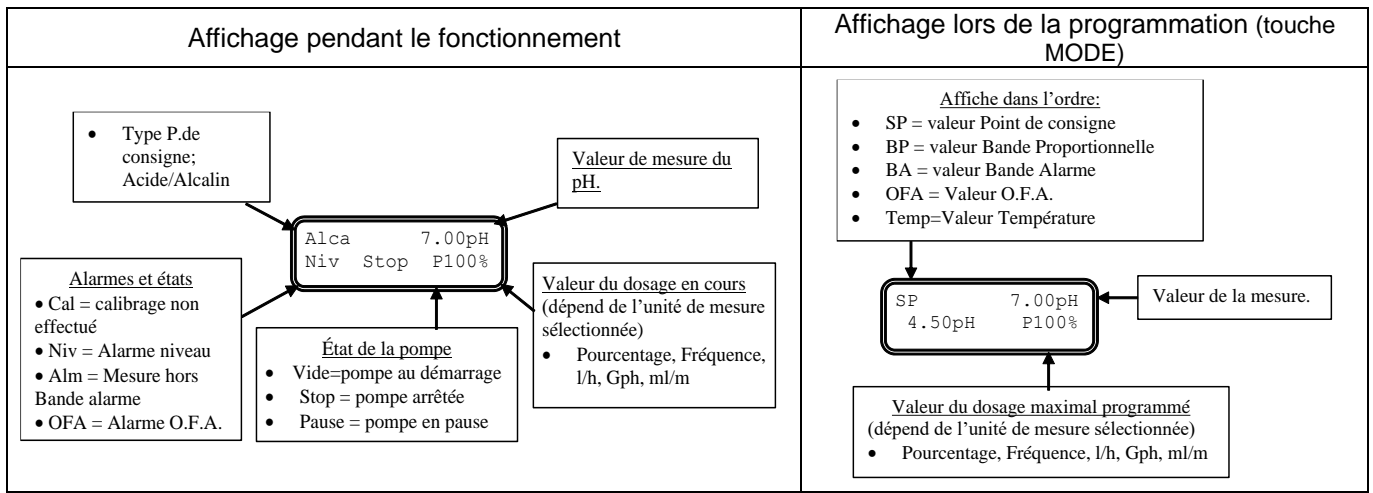 Affichage pendant le fonctionnement
Affichage lors de la programmation (touche
MODE)
• Type P.de
consigne;
Acide/Alcalin
Valeur de mesure du
pH.
Alca 7.00pH
Niv Stop P100%
Alarmes et états
• Cal = calibrage non
effectué
• Niv = Alarme niveau
• Alm = Mesure hors
Bande alarme
• OFA = Alarme O.F.A.
État de la pompe
• Vide=pompe au démarrage
• Stop = pompe arrêtée
• Pause = pompe en pause
Valeur du dosage en cours
(dépend de l’unité de mesure
sélectionnée)
• Pourcentage, Fréquence,
l/h, Gph, ml/m
Affiche dans l’ordre:
• SP = valeur Point de consigne
• BP = valeur Bande Proportionnelle
• BA = valeur Bande Alarme
• OFA = Valeur O.F.A.
• Temp=Valeur Température
SP 7.00pH
4.50pH P100%
Valeur de la mesure.
Valeur du dosage maximal programmé
(dépend de l’unité de mesure sélectionnée)
• Pourcentage, Fréquence, l/h, Gph, ml/m